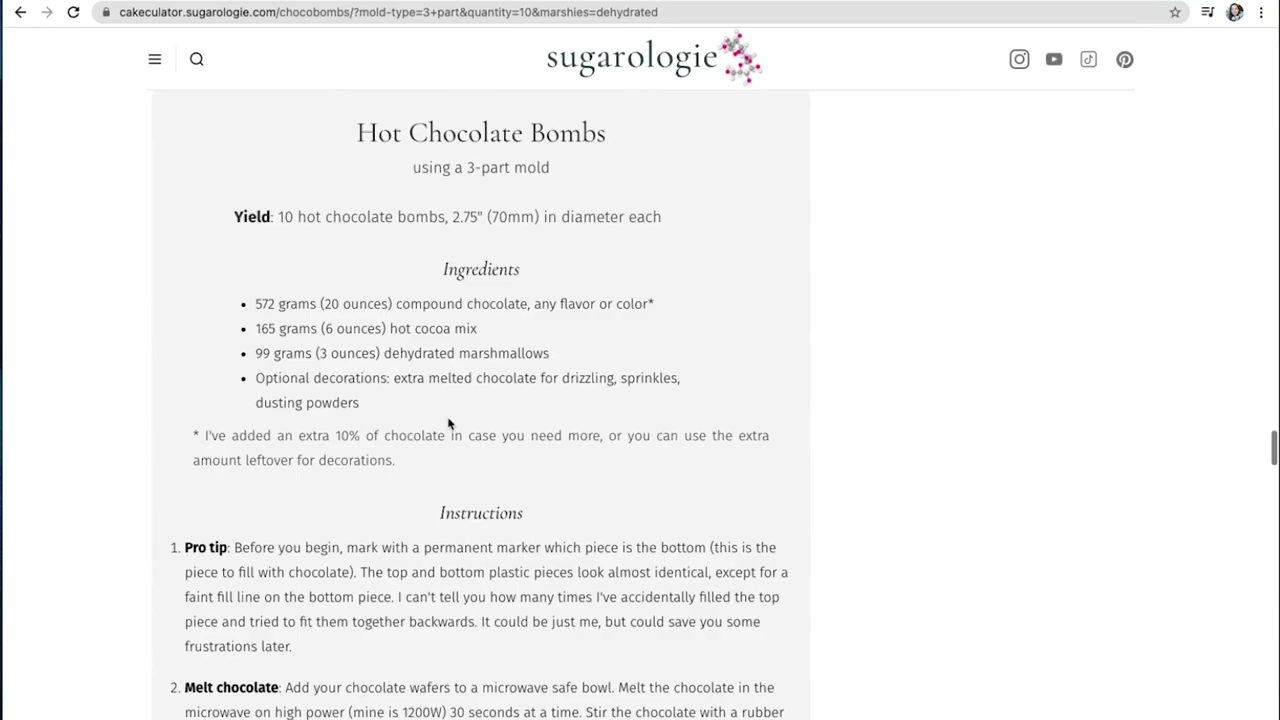 cakeculator.sugarologie.com/chocobombs/?mold-type=3+part&quantity=10&marshies=dehydrated
sugarologie
Hot Chocolate Bombs
using a 3-part mold
Yield: 10 hot chocolate bombs, 2.75" (70mm) in diameter each
Ingredients
• 572 grams (20 ounces) compound chocolate, any flavor or color*
• 165 grams (6 ounces) hot cocoa mix
• 99 grams (3 ounces) dehydrated marshmallows
• Optional decorations: extra melted chocolate for drizzling, sprinkles,
dusting powders
* I've added an extra 10% of chocolate in case you need more, or you can use the extra
amount leftover for decorations.
Instructions
1. Pro tip: Before you begin, mark with a permanent marker which piece is the bottom (this is the
piece to fill with chocolate). The top and bottom plastic pieces look almost identical, except for a
faint fill line on the bottom piece. I can't tell you how many times I've accidentally filled the top
piece and tried to fit them together backwards. It could be just me, but could save you some
frustrations later.
2. Melt chocolate: Add your chocolate wafers to a microwave safe bowl. Melt the chocolate in the
microwave on high power (mine is 1200W) 30 seconds at a time. Stir the chocolate with a rubber